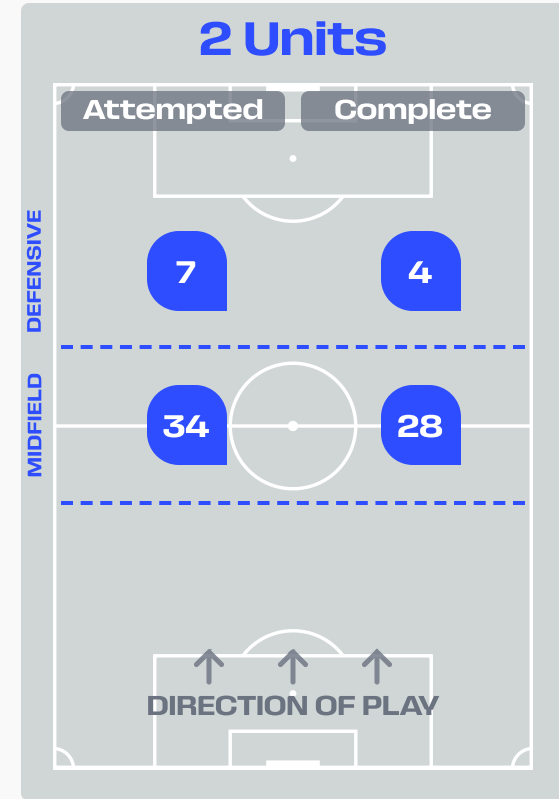 2 Units
Attempted Complete
DEFENSIVE
7 4
MIDFIELD
34 28
DIRECTION OF PLAY